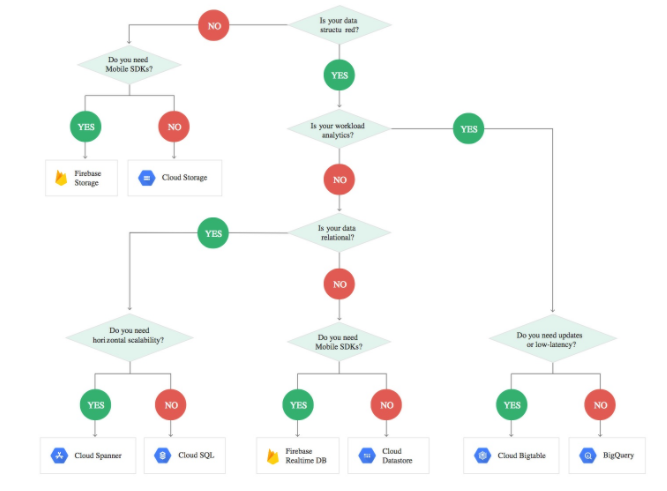 Is your data
structu red?
NO
Do you need
Mobile SDKs?
YES
YES
NO
Is your workload
analytics?
YES
Firebase
Storage
Cloud Storage
NO
YES
Is your data
relational?
NO
Do you need
horizontal scalability?
Do you need
Mobile SDKs?
Do you need updates
or low-latency?
YES
NO
YES
NO
YES
NO
Cloud Spanner
Cloud SQL
Firebase
Realtime DB
Cloud
Datastore
Cloud Bigtable
BigQuery